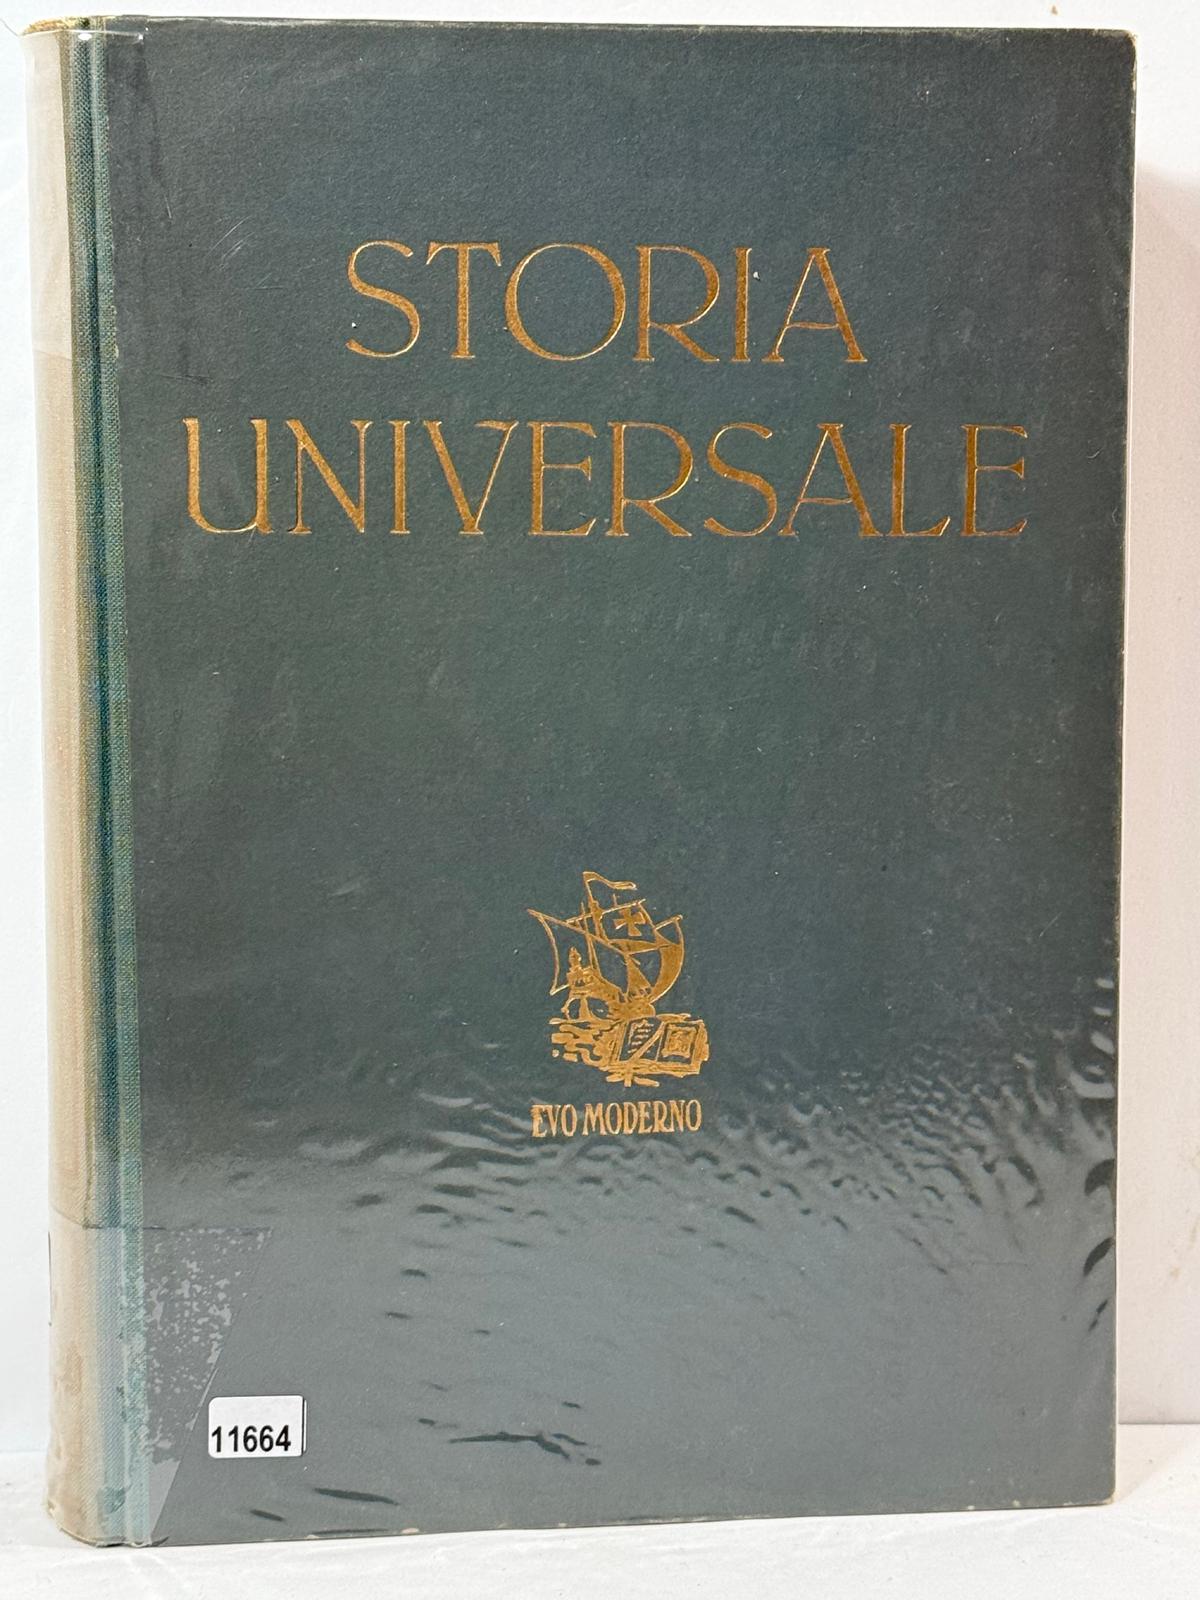 STORIA
UNIVERSALE
EVO MODERNO
11664